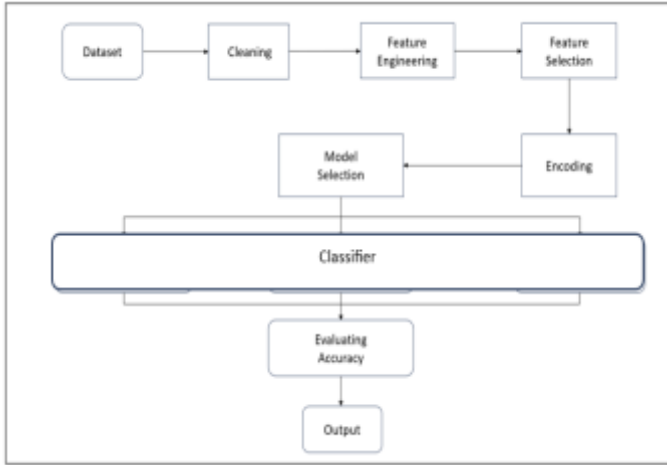 Dataset
Cleaning
Feature
Engineering
Feature
Selection
Model
Selection
Encoding
Classifier
Evaluating
Accuracy
Output